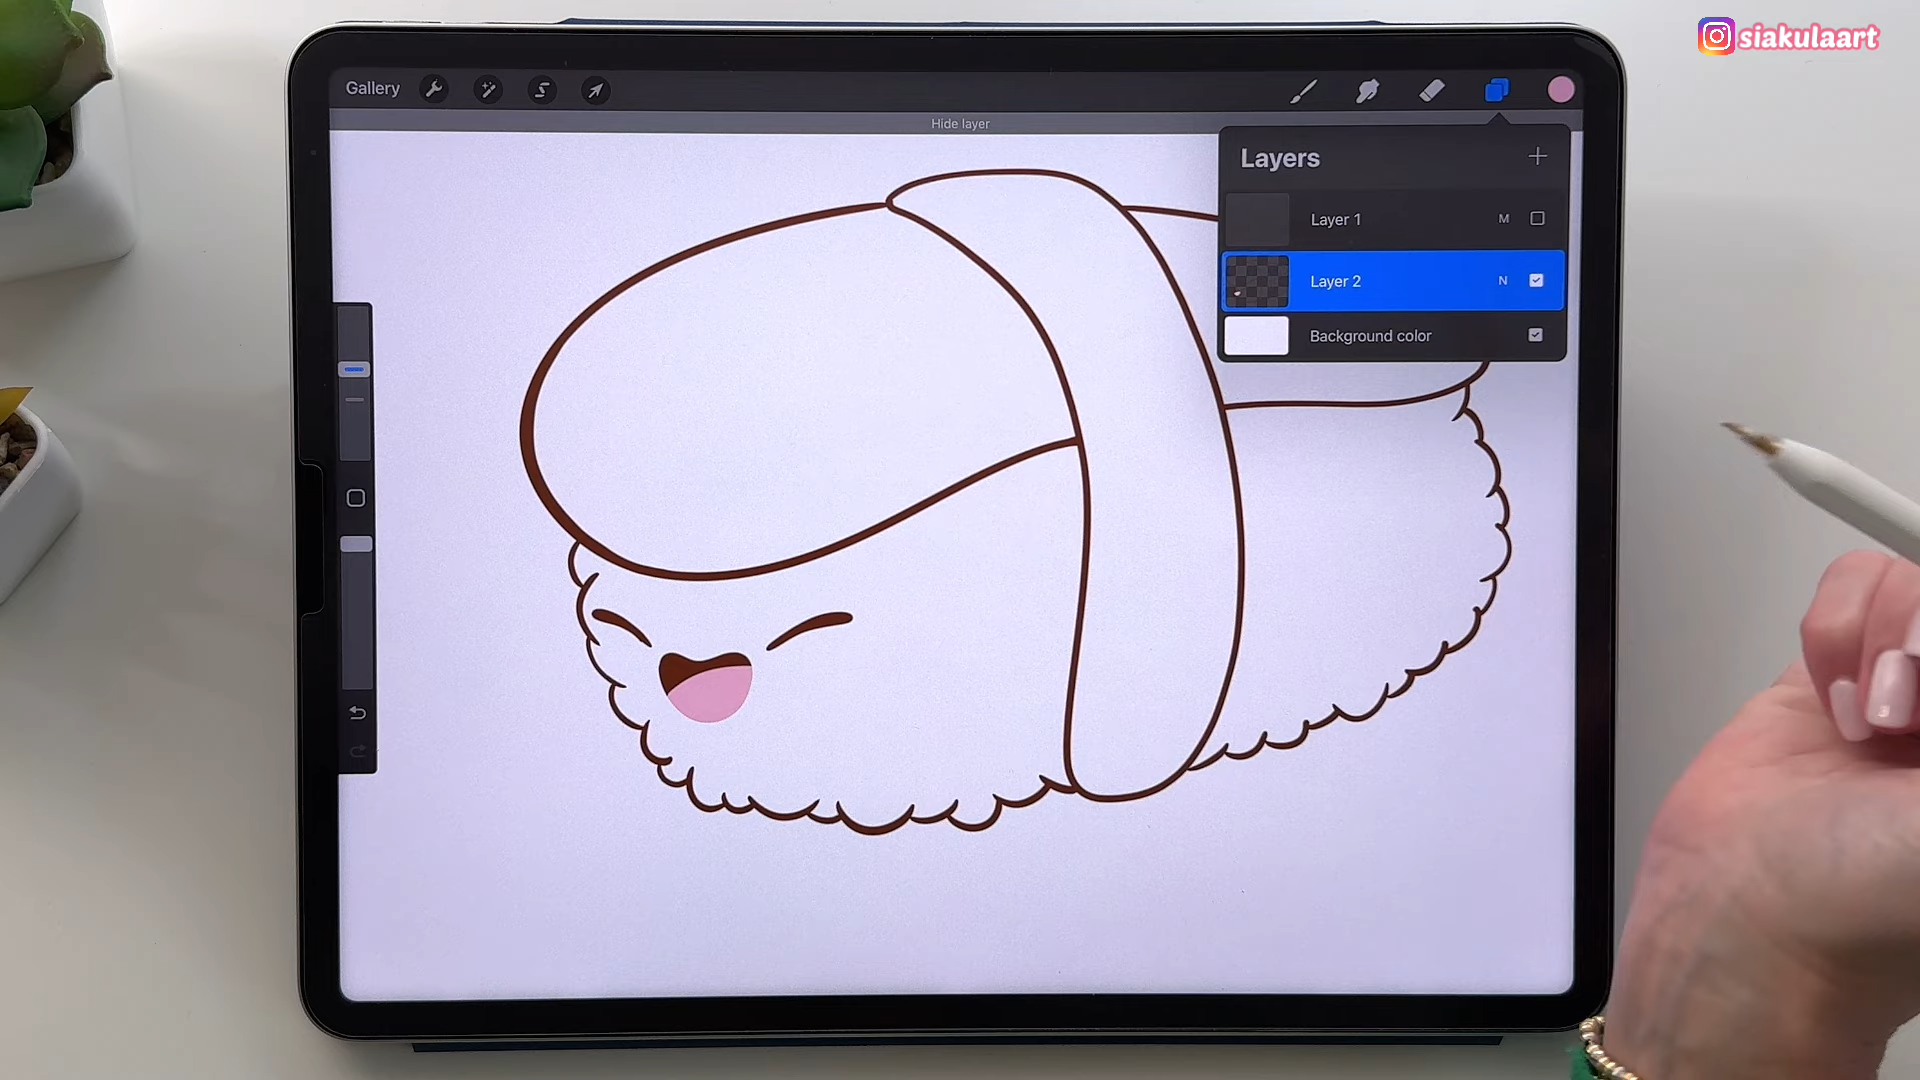 siakulaart
Gallery
Hide layer
Layers
Layer 1 M
Layer 2 N
Background color